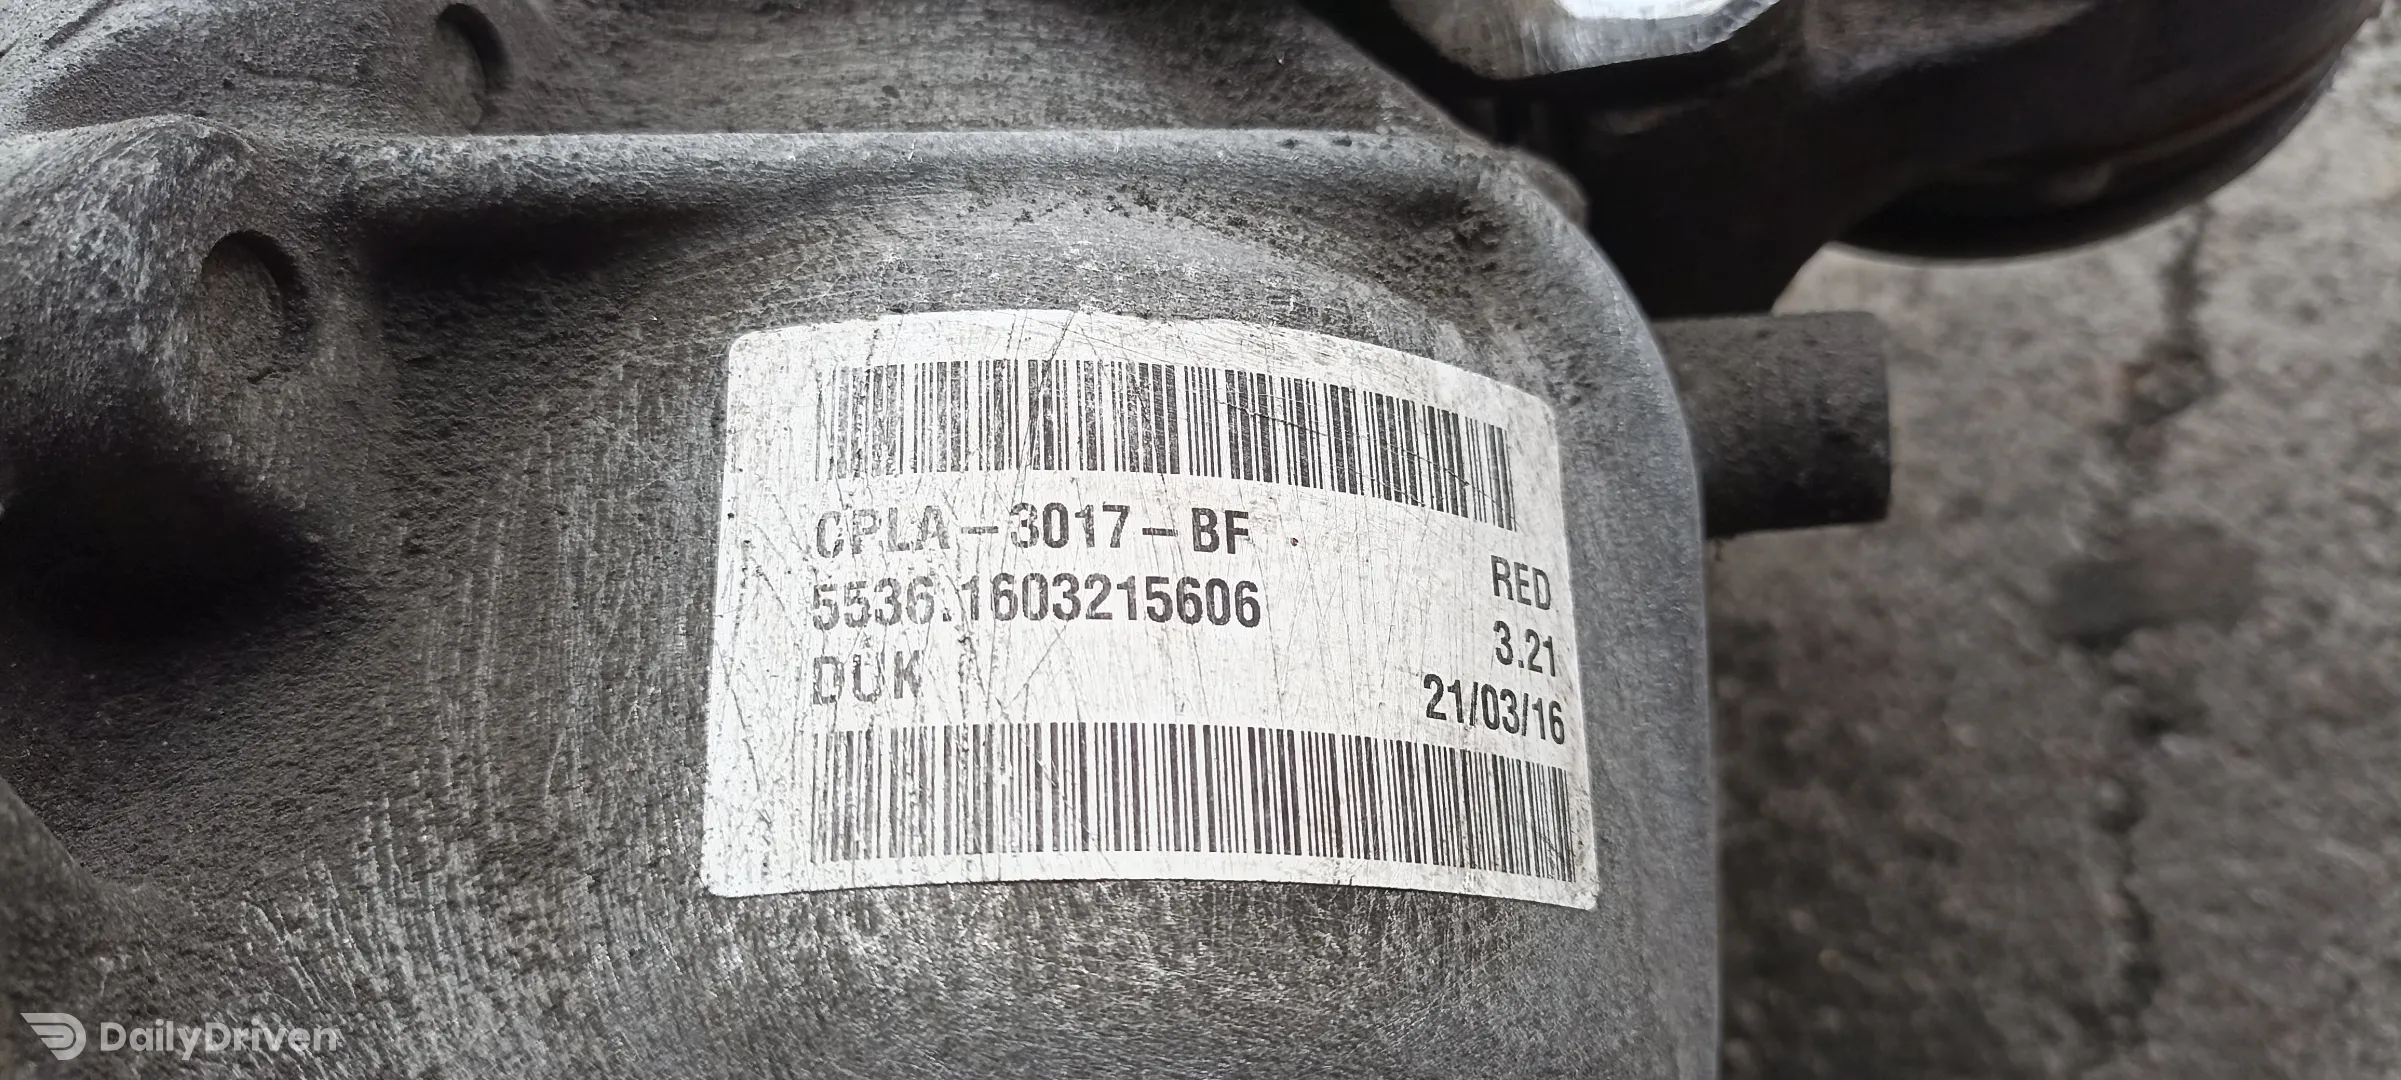 CPLA-3017-BF
5536.1603215606
DUK
RED
3.21
21/03/16
DailyDriven